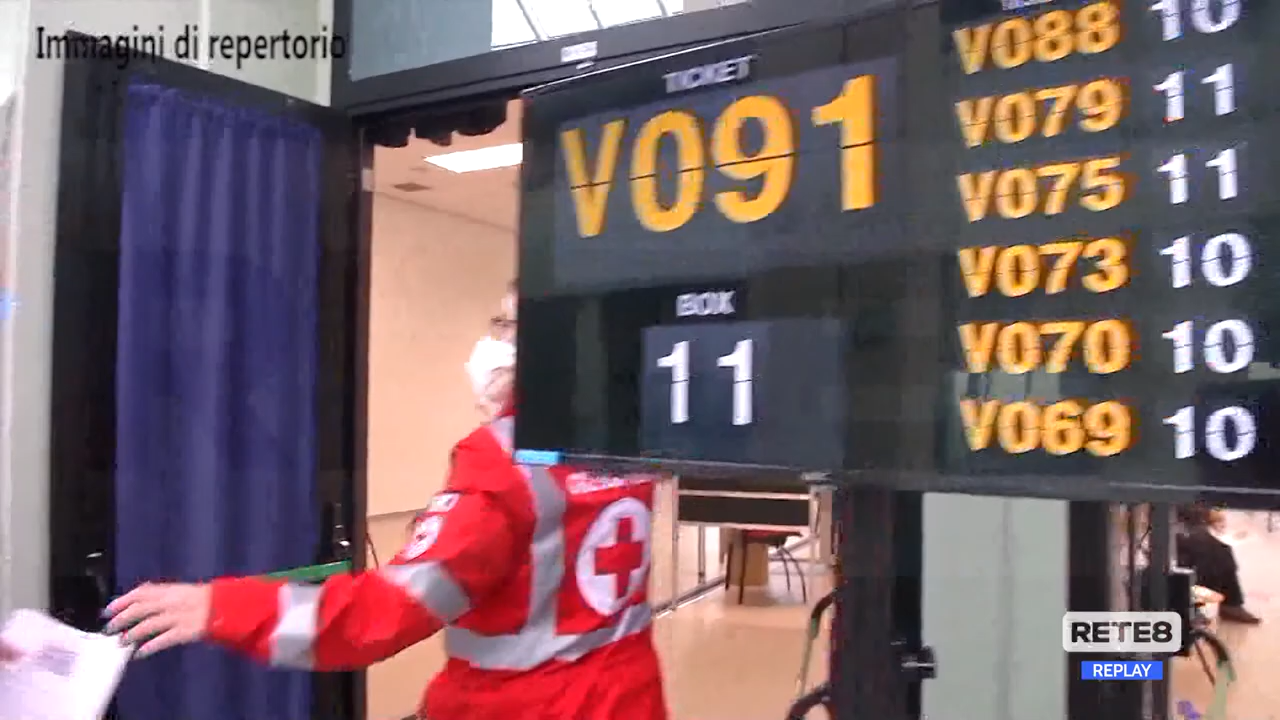 Immagini di repertorio
TICKET
V091
BOX
11
V088 10
V079 11
V075 11
V073 10
V070 10
V069 10
RETE8
REPLAY